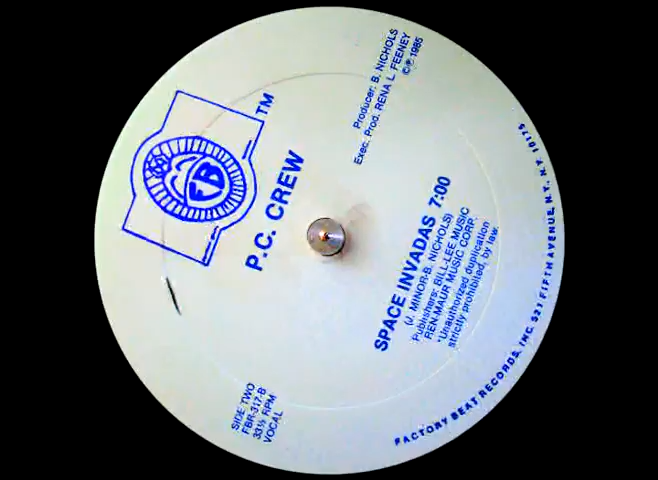 FB
TM
P.C. CREW
Producer: B. NICHOLS
Exec. Prod. RENA L. FEENEY
©℗ 1985
SIDE TWO
FBR-317-B
33⅓ RPM
VOCAL
SPACE INVADAS 7:00
(J. MINOR-B. NICHOLS)
Publishers: BILL-LEE MUSIC
REN-MAUR MUSIC CORP.
"Unauthorized duplication
strictly prohibited, by law.
FACTORY BEAT RECORDS, INC. 521 FIFTH AVENUE, N.Y., N.Y. 10175